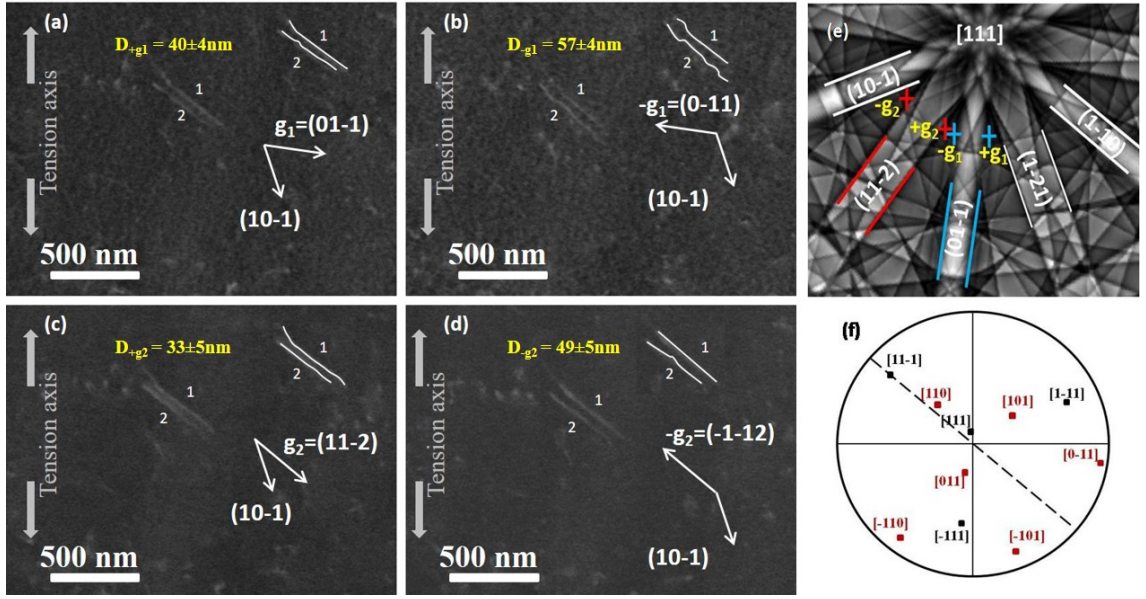 (a)
Tension axis
D+g1 = 40±4nm
1
2
1
2
g1=(01-1)
(10-1)
500 nm
(b)
Tension axis
D-g1 = 57±4nm
1
2
1
2
-g1=(0-11)
(10-1)
500 nm
(c)
Tension axis
D+g2 = 33±5nm
1
2
1
2
g2=(11-2)
(10-1)
500 nm
(d)
Tension axis
D-g2 = 49±5nm
1
2
1
2
-g2=(-1-12)
(10-1)
500 nm
(e)
[111]
(10-1)
-g2
+g2
-g1
+g1
(1-10)
(11-2)
(1-21)
(01-1)
(f)
[11-1]
[110]
[101]
[1-11]
[111]
[0-11]
[011]
[-110]
[-111]
[-101]